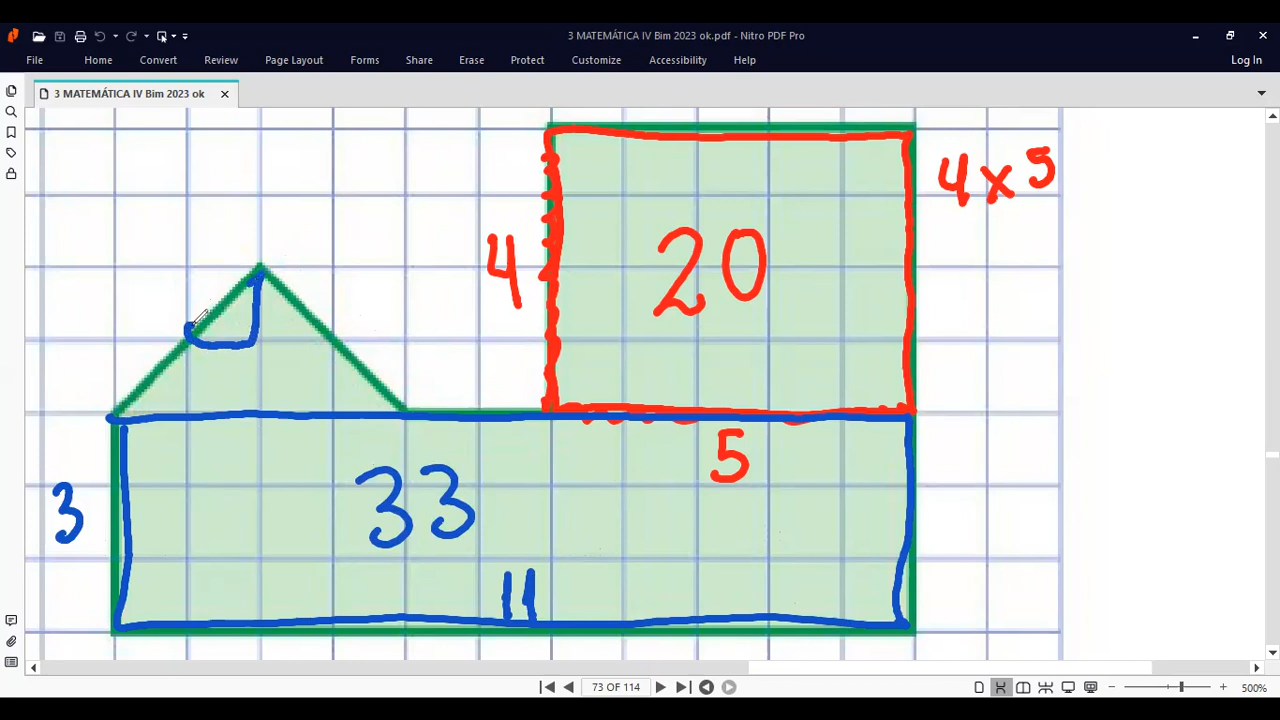 3 MATEMÁTICA IV Bim 2023 ok.pdf - Nitro PDF Pro
File Home Convert Review Page Layout Forms Share Erase Protect Customize Accessibility Help Log In
3 MATEMÁTICA IV Bim 2023 ok
4 x 5
4
20
5
3
33
11
73 OF 114
500%